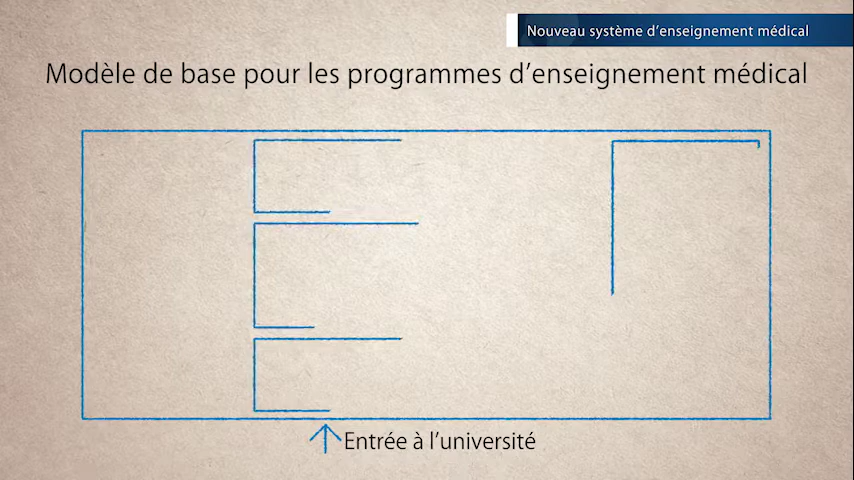 Nouveau système d’enseignement médical
Modèle de base pour les programmes d’enseignement médical
Entrée à l’université